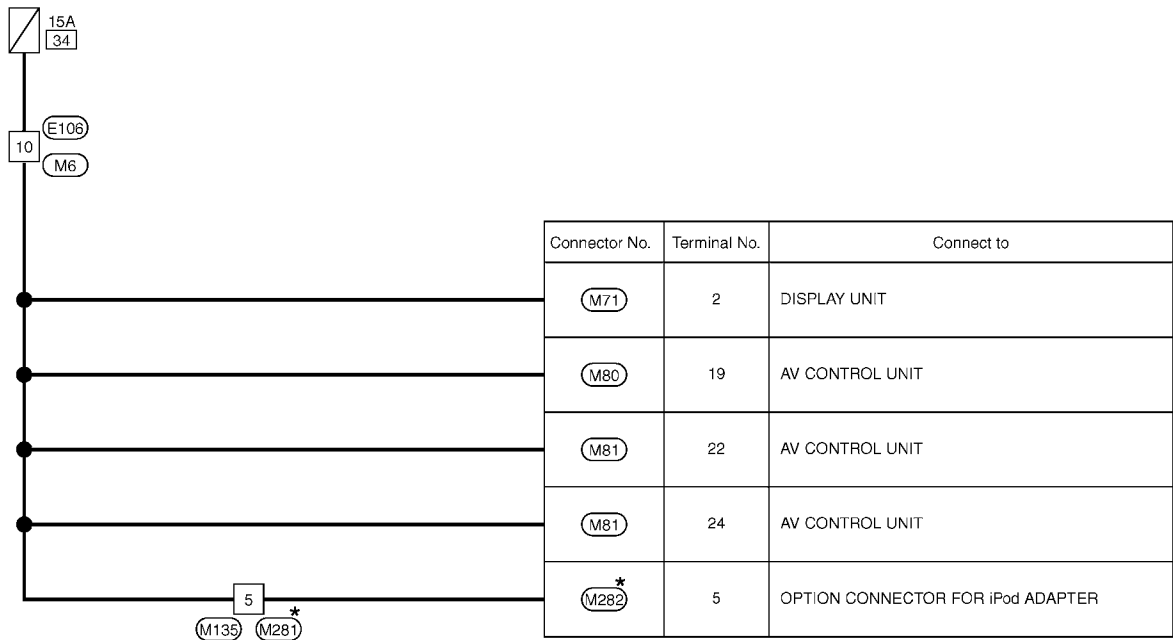 15A
34
10
E106
M6
Connector No. Terminal No. Connect to
M71 2 DISPLAY UNIT
M80 19 AV CONTROL UNIT
M81 22 AV CONTROL UNIT
M81 24 AV CONTROL UNIT
M282* 5 OPTION CONNECTOR FOR iPod ADAPTER
5
M135 M281*